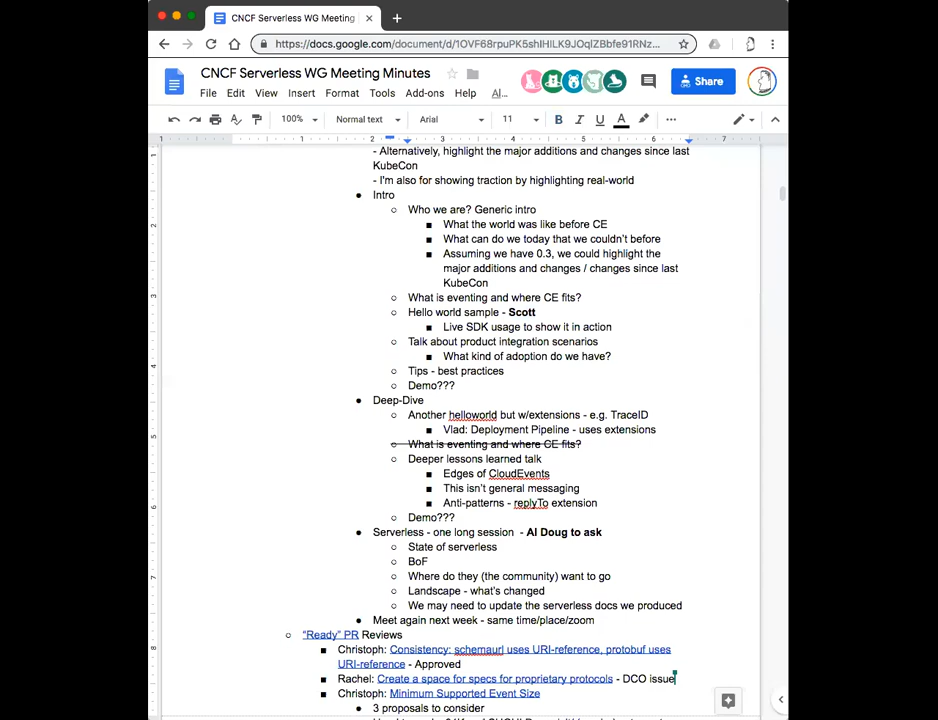 CNCF Serverless WG Meeting
https://docs.google.com/document/d/1OVF68rpuPK5shIHILK9JOqlZBbfe91RNz...
CNCF Serverless WG Meeting Minutes
File Edit View Insert Format Tools Add-ons Help Al...
Share
100% Normal text Arial 11 B I U A
1 1 2 3 4 5 6 7
- Alternatively, highlight the major additions and changes since last
KubeCon
- I'm also for showing traction by highlighting real-world
● Intro
○ Who we are? Generic intro
■ What the world was like before CE
■ What can do we today that we couldn't before
■ Assuming we have 0.3, we could highlight the
major additions and changes / changes since last
KubeCon
○ What is eventing and where CE fits?
○ Hello world sample - Scott
■ Live SDK usage to show it in action
○ Talk about product integration scenarios
■ What kind of adoption do we have?
○ Tips - best practices
○ Demo???
● Deep-Dive
○ Another helloworld but w/extensions - e.g. TraceID
■ Vlad: Deployment Pipeline - uses extensions
○ What is eventing and where CE fits?
○ Deeper lessons learned talk
■ Edges of CloudEvents
■ This isn't general messaging
■ Anti-patterns - replyTo extension
○ Demo???
● Serverless - one long session - AI Doug to ask
○ State of serverless
○ BoF
○ Where do they (the community) want to go
○ Landscape - what's changed
○ We may need to update the serverless docs we produced
● Meet again next week - same time/place/zoom
○ "Ready" PR Reviews
■ Christoph: Consistency: schemaurl uses URI-reference, protobuf uses
URI-reference - Approved
■ Rachel: Create a space for specs for proprietary protocols - DCO issue
■ Christoph: Minimum Supported Event Size
● 3 proposals to consider